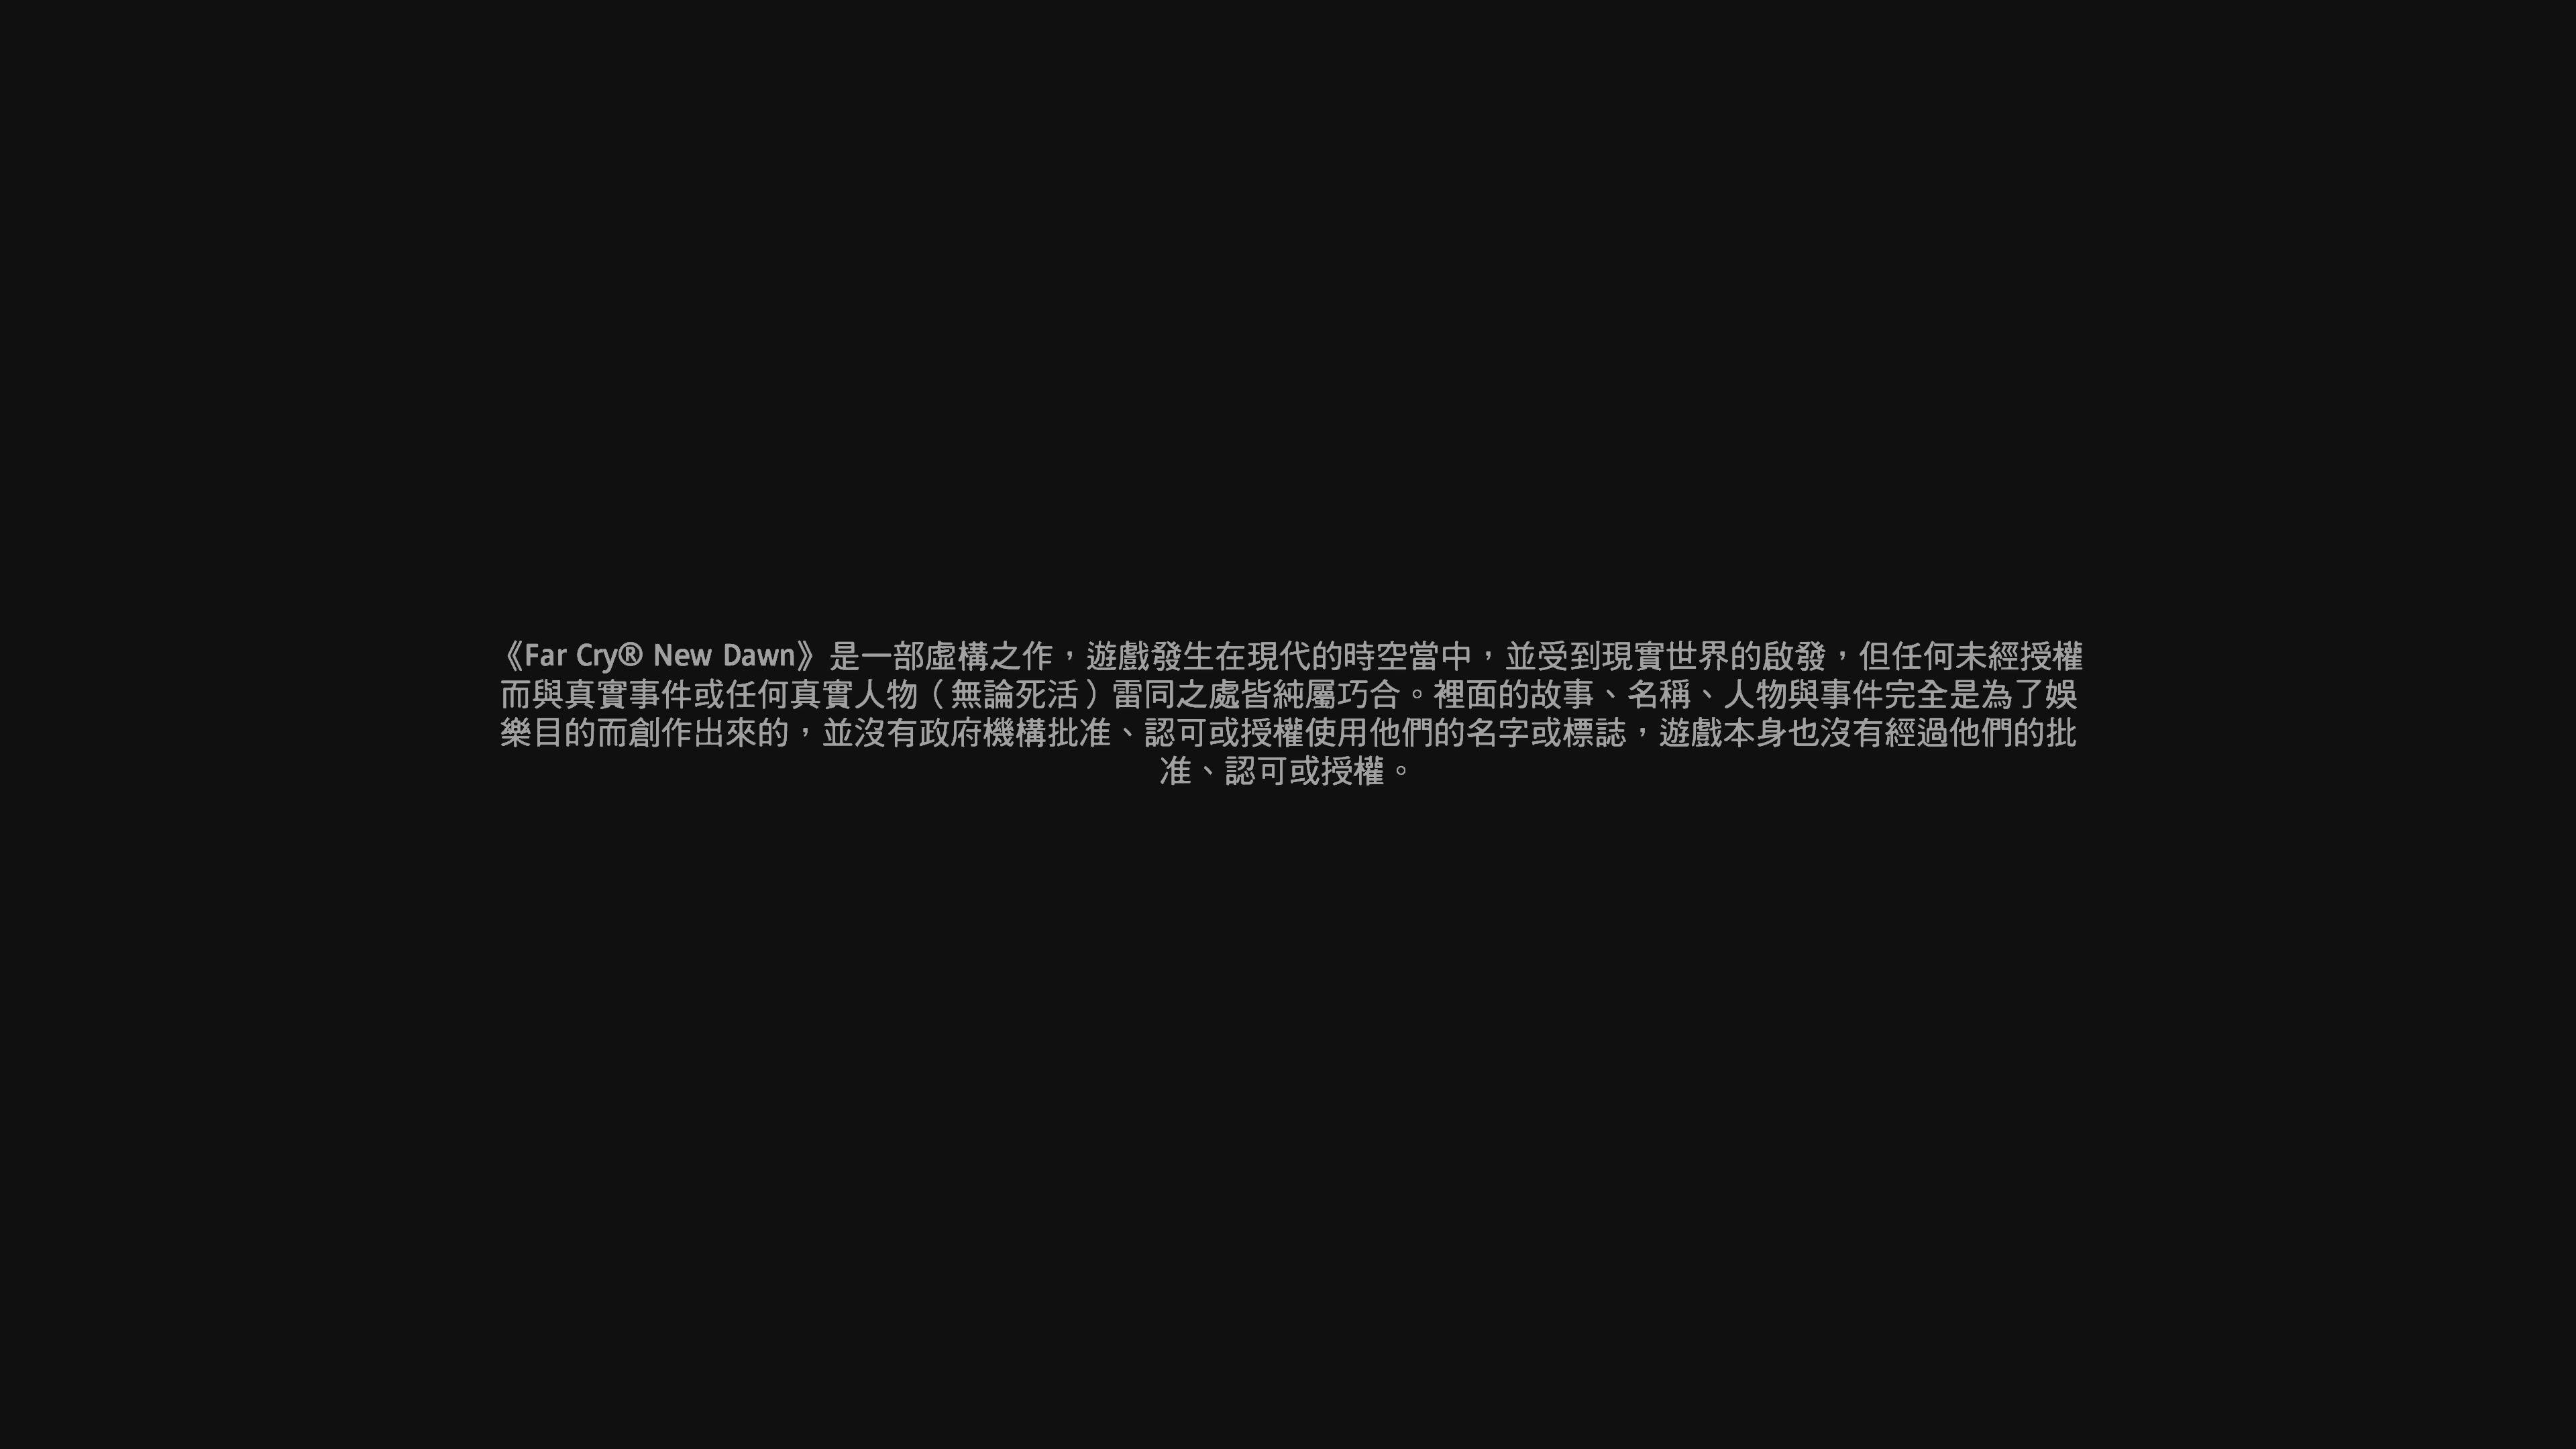 《Far Cry® New Dawn》是一部虛構之作，遊戲發生在現代的時空當中，並受到現實世界的啟發，但任何未經授權
而與真實事件或任何真實人物（無論死活）雷同之處皆純屬巧合。裡面的故事、名稱、人物與事件完全是為了娛
樂目的而創作出來的，並沒有政府機構批准、認可或授權使用他們的名字或標誌，遊戲本身也沒有經過他們的批
准、認可或授權。